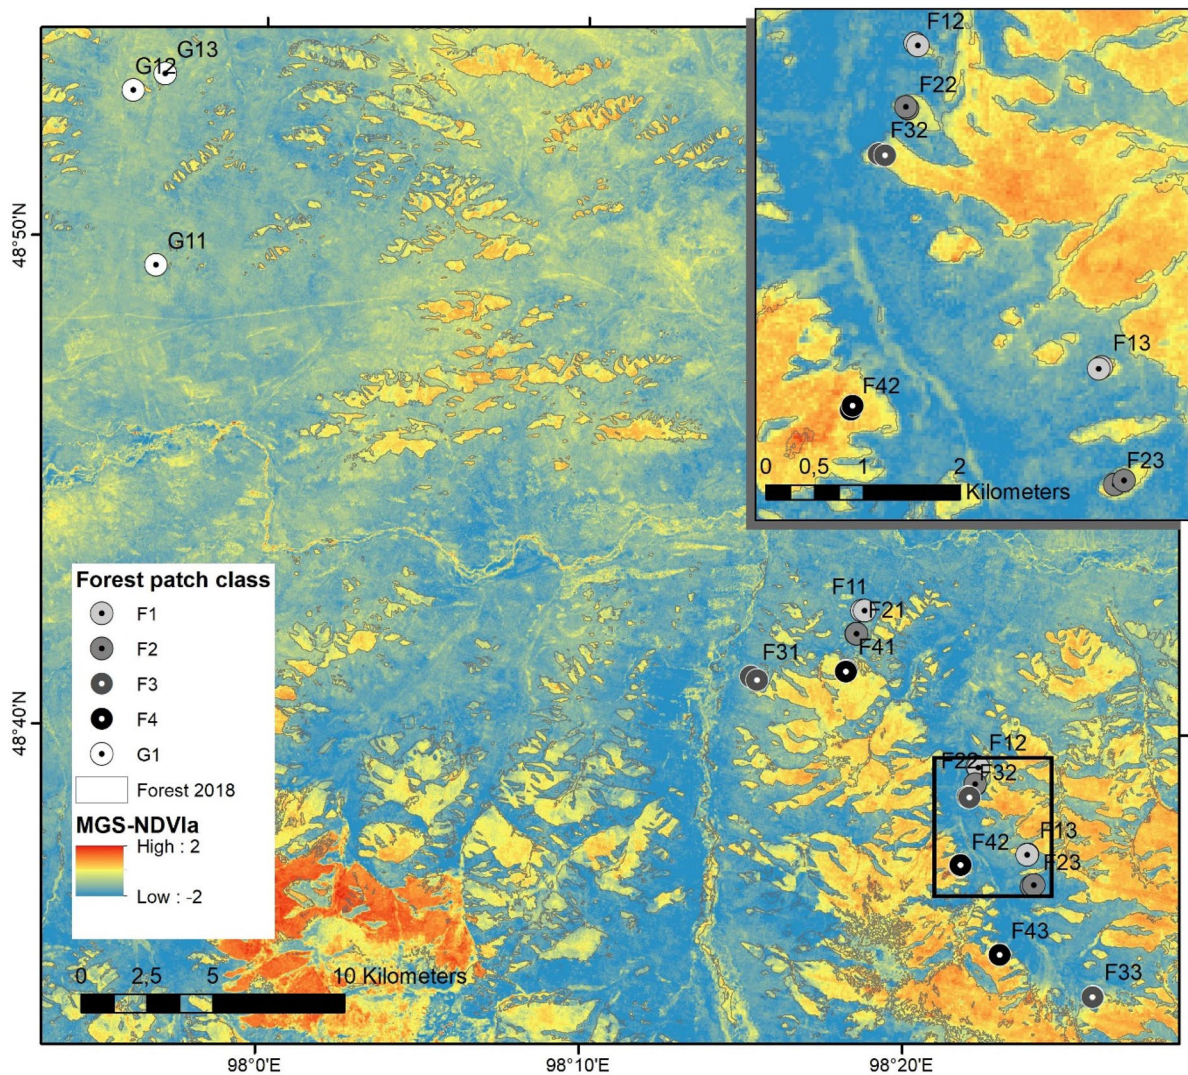 G13
G12
G11
48°50'N
48°40'N
F12
F22
F32
F13
F42
F23
0 0,5 1 2
Kilometers
Forest patch class
F1
F2
F3
F4
G1
Forest 2018
MGS-NDVIa
High : 2
Low : -2
F11
F21
F41
F31
F12
F22
F32
F13
F42
F23
F43
F33
0 2,5 5 10 Kilometers
98°0'E 98°10'E 98°20'E